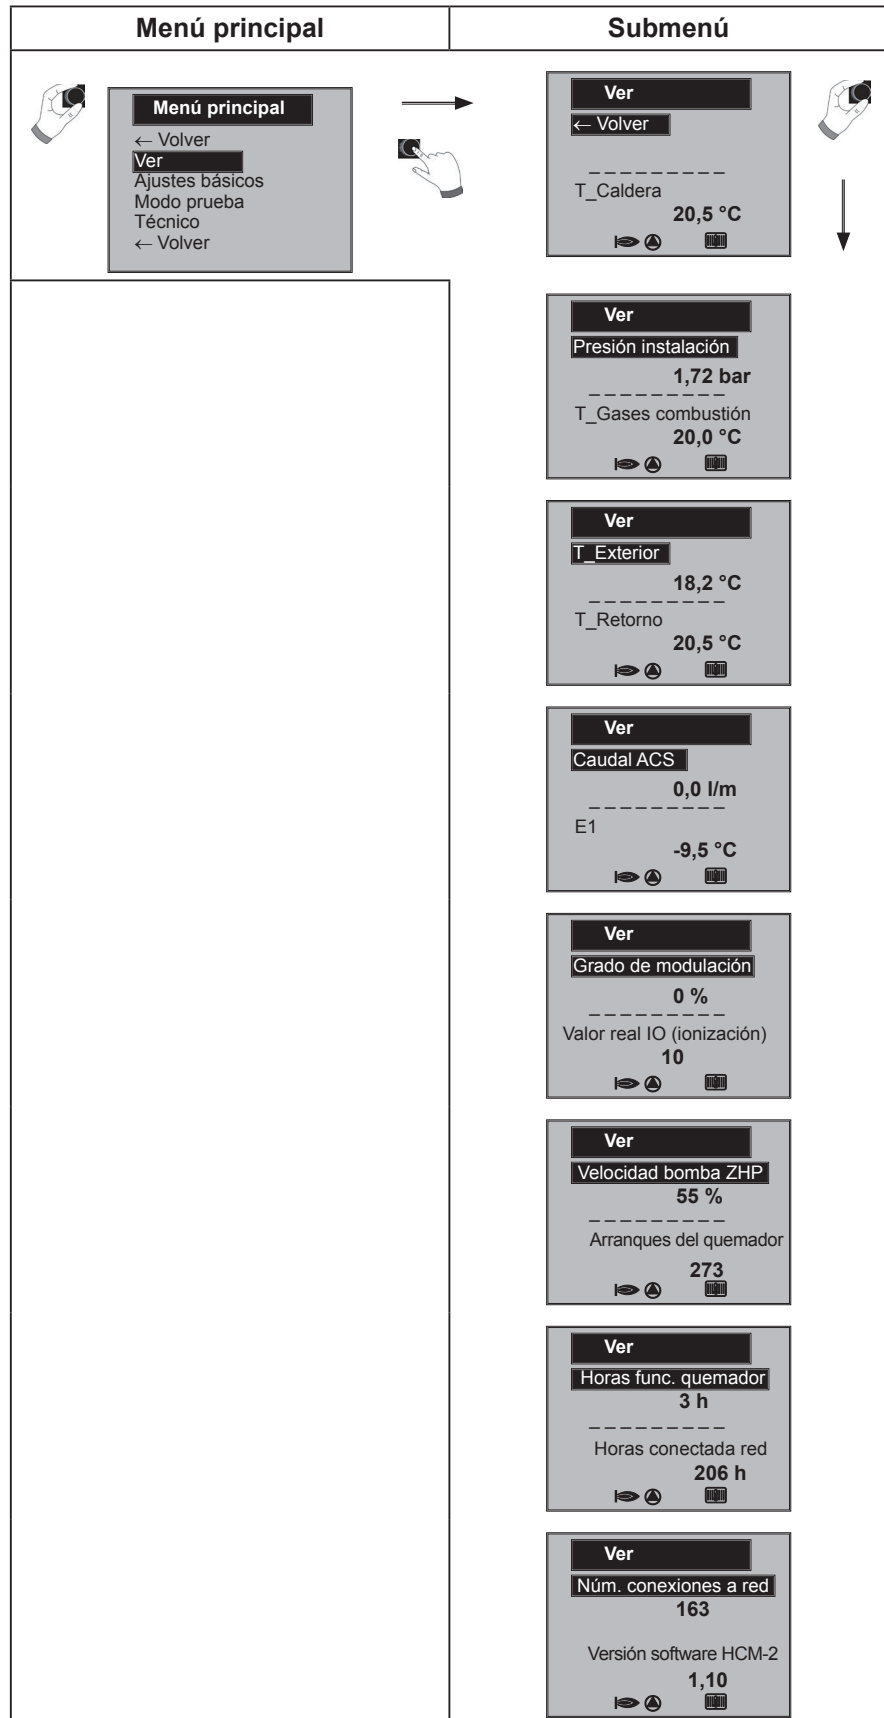 Menú principal
Submenú
Menú principal
← Volver
Ver
Ajustes básicos
Modo prueba
Técnico
← Volver
Ver
← Volver
T_Caldera
20,5 °C
Ver
Presión instalación
1,72 bar
T_Gases combustión
20,0 °C
Ver
T_Exterior
18,2 °C
T_Retorno
20,5 °C
Ver
Caudal ACS
0,0 l/m
E1
-9,5 °C
Ver
Grado de modulación
0 %
Valor real IO (ionización)
10
Ver
Velocidad bomba ZHP
55 %
Arranques del quemador
273
Ver
Horas func. quemador
3 h
Horas conectada red
206 h
Ver
Núm. conexiones a red
163
Versión software HCM-2
1,10